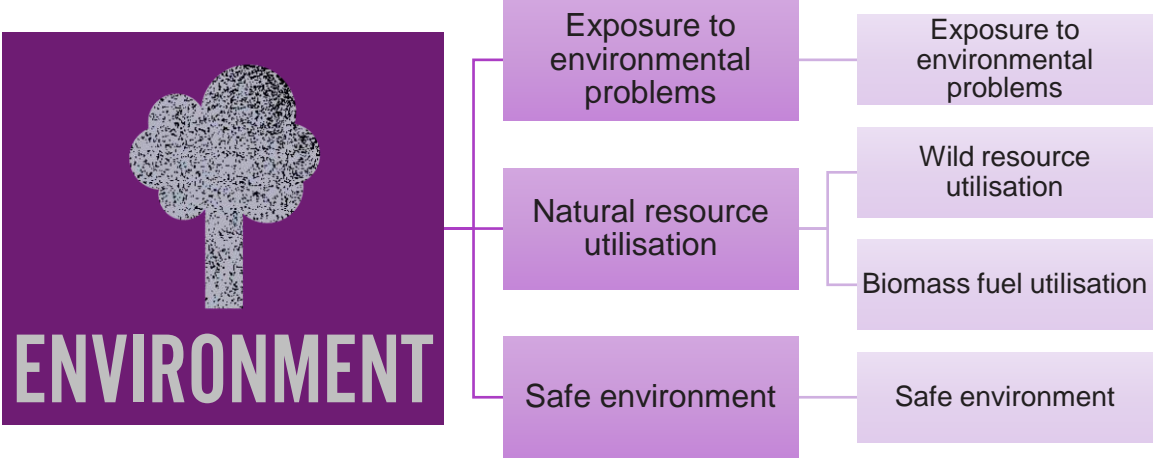 ENVIRONMENT
Exposure to
environmental
problems
Exposure to
environmental
problems
Natural resource
utilisation
Wild resource
utilisation
Biomass fuel utilisation
Safe environment
Safe environment